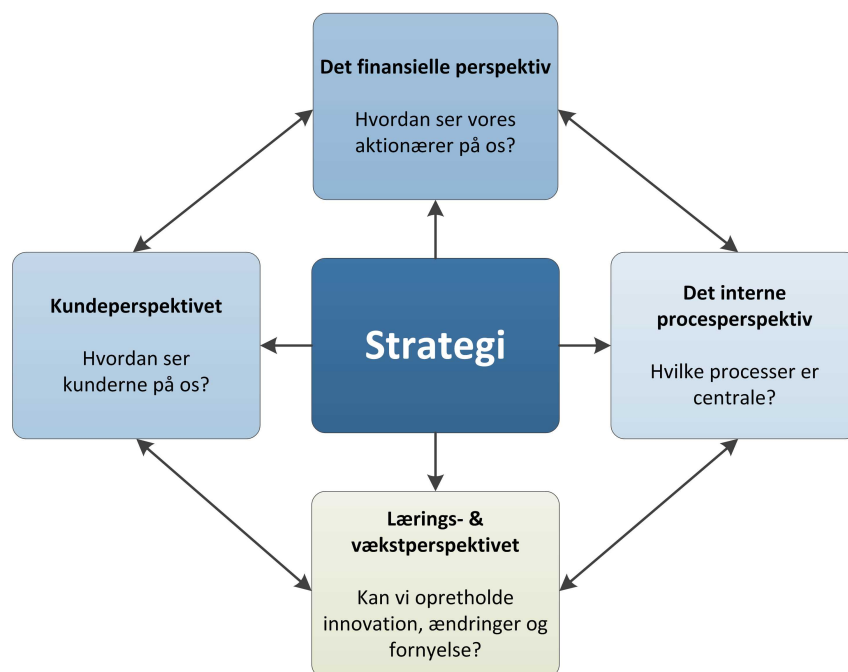 Det finansielle perspektiv
Hvordan ser vores
aktionærer på os?
Kundeperspektivet
Hvordan ser
kunderne på os?
Strategi
Det interne
procesperspektiv
Hvilke processer er
centrale?
Lærings- &
vækstperspektivet
Kan vi opretholde
innovation, ændringer og
fornyelse?